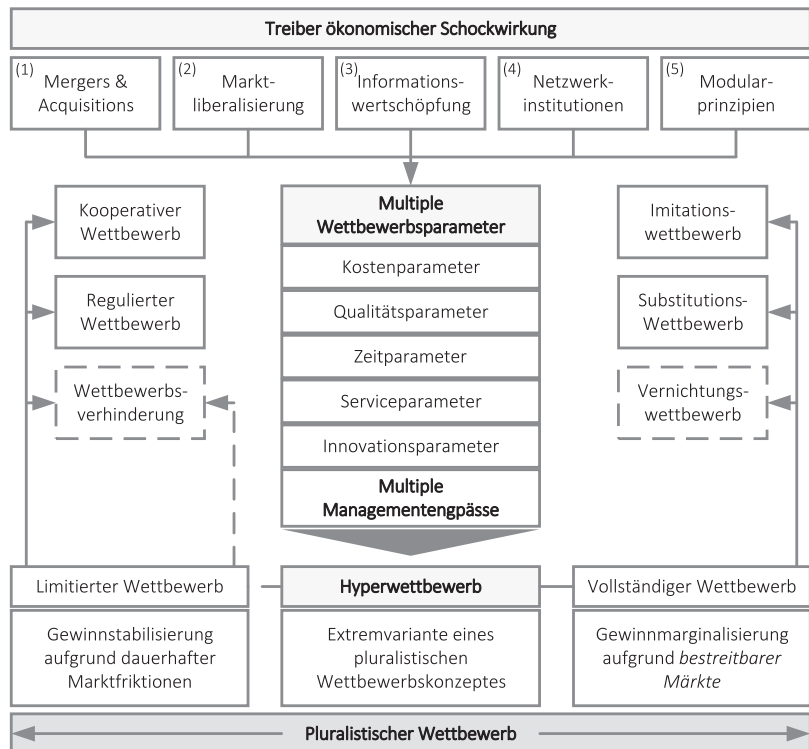 Treiber ökonomischer Schockwirkung
(1) Mergers &
Acquisitions
(2) Markt-
liberalisierung
(3) Informations-
wertschöpfung
(4) Netzwerk-
institutionen
(5) Modular-
prinzipien
Kooperativer
Wettbewerb
Regulierter
Wettbewerb
Wettbewerbs-
verhinderung
Multiple
Wettbewerbsparameter
Kostenparameter
Qualitätsparameter
Zeitparameter
Serviceparameter
Innovationsparameter
Multiple
Managementengpässe
Imitations-
wettbewerb
Substitutions-
Wettbewerb
Vernichtungs-
wettbewerb
Limitierter Wettbewerb
Gewinnstabilisierung
aufgrund dauerhafter
Marktfriktionen
Hyperwettbewerb
Extremvariante eines
pluralistischen
Wettbewerbskonzeptes
Vollständiger Wettbewerb
Gewinnmarginalisierung
aufgrund bestreitbarer
Märkte
Pluralistischer Wettbewerb